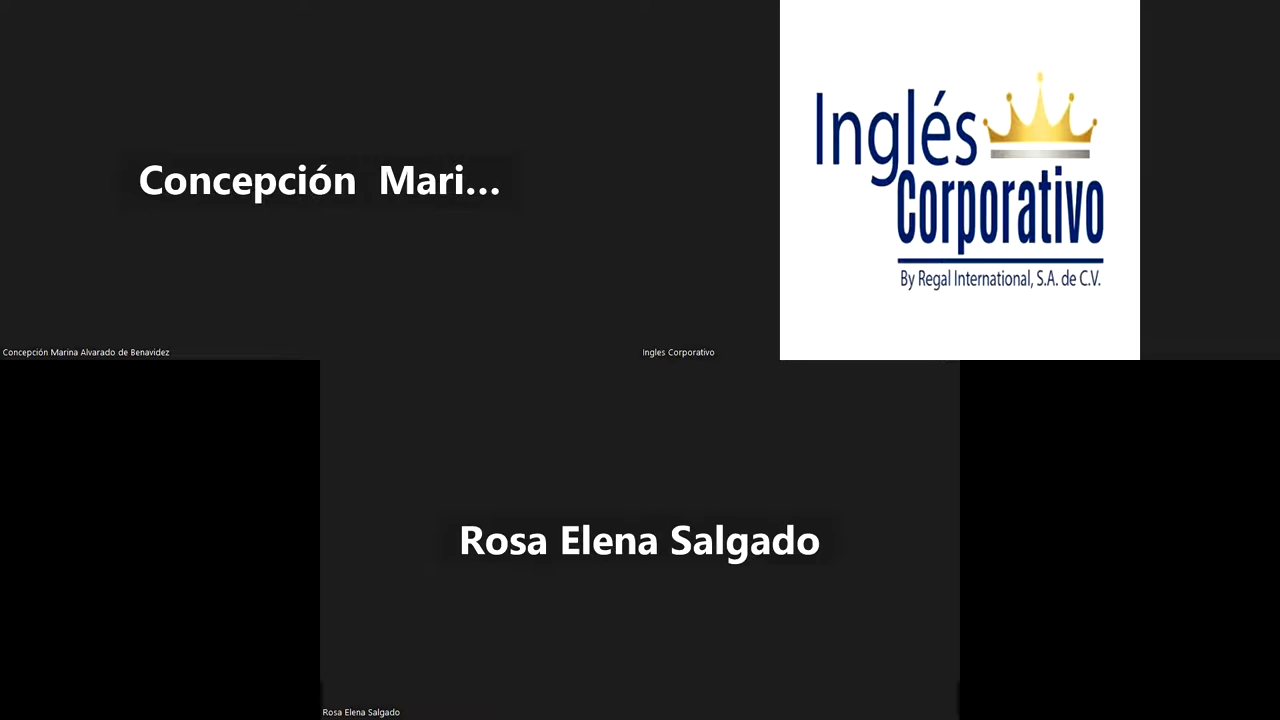 Concepción Mari...
Concepción Marina Alvarado de Benavidez
Inglés
Corporativo
By Regal International, S.A. de C.V.
Ingles Corporativo
Rosa Elena Salgado
Rosa Elena Salgado